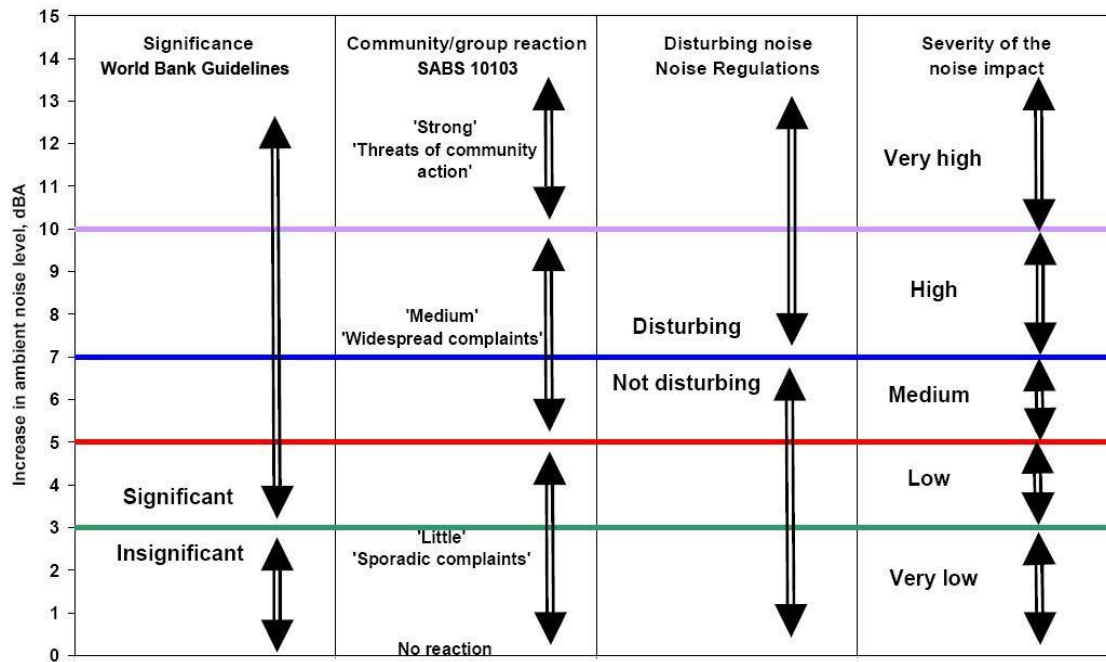 Increase in ambient noise level, dBA
15
14
13
12
11
10
9
8
7
6
5
4
3
2
1
0
Significance
World Bank Guidelines
Significant
Insignificant
Community/group reaction
SABS 10103
'Strong'
'Threats of community
action'
'Medium'
'Widespread complaints'
'Little'
'Sporadic complaints'
No reaction
Disturbing noise
Noise Regulations
Disturbing
Not disturbing
Severity of the
noise impact
Very high
High
Medium
Low
Very low